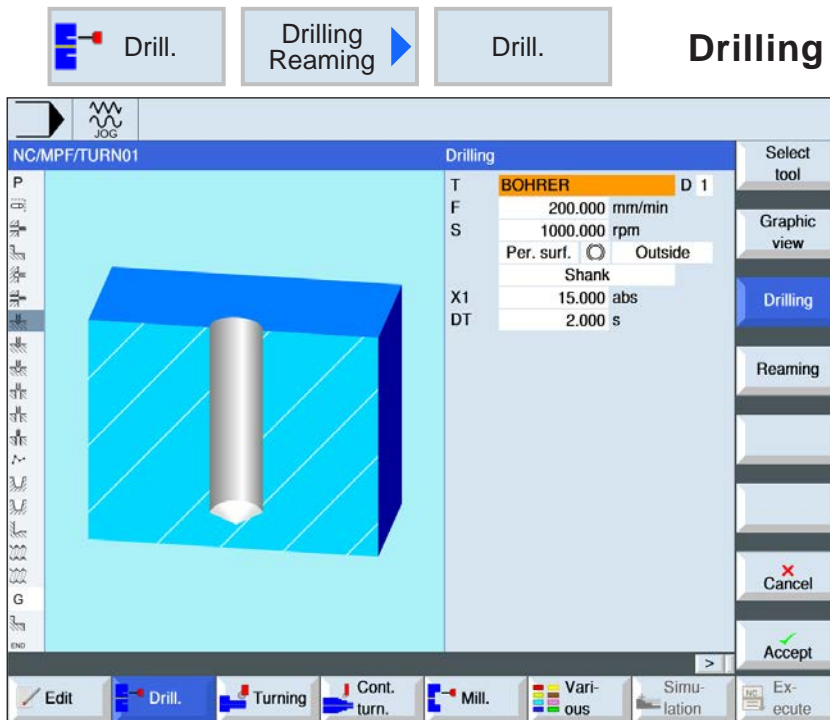 Drill.
Drilling
Reaming
Drill.
Drilling
JOG
NC/MPF/TURN01
Drilling
P
T BOHRER D 1
F 200.000 mm/min
S 1000.000 rpm
Per. surf. Outside
Shank
X1 15.000 abs
DT 2.000 s
G
END
Select
tool
Graphic
view
Drilling
Reaming
Cancel
Accept
>
Edit
Drill.
Turning
Cont.
turn.
Mill.
Vari-
ous
Simu-
lation
NC
Ex-
ecute